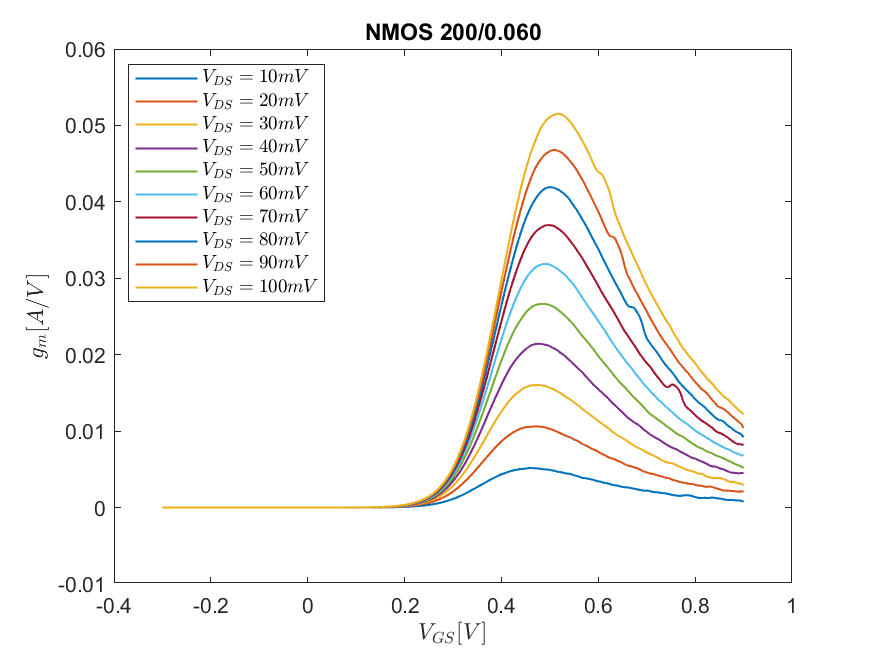 NMOS 200/0.060
0.06
0.05
0.04
0.03
0.02
0.01
0
-0.01
g_m[A/V]
V_DS = 10mV
V_DS = 20mV
V_DS = 30mV
V_DS = 40mV
V_DS = 50mV
V_DS = 60mV
V_DS = 70mV
V_DS = 80mV
V_DS = 90mV
V_DS = 100mV
-0.4 -0.2 0 0.2 0.4 0.6 0.8 1
V_GS[V]